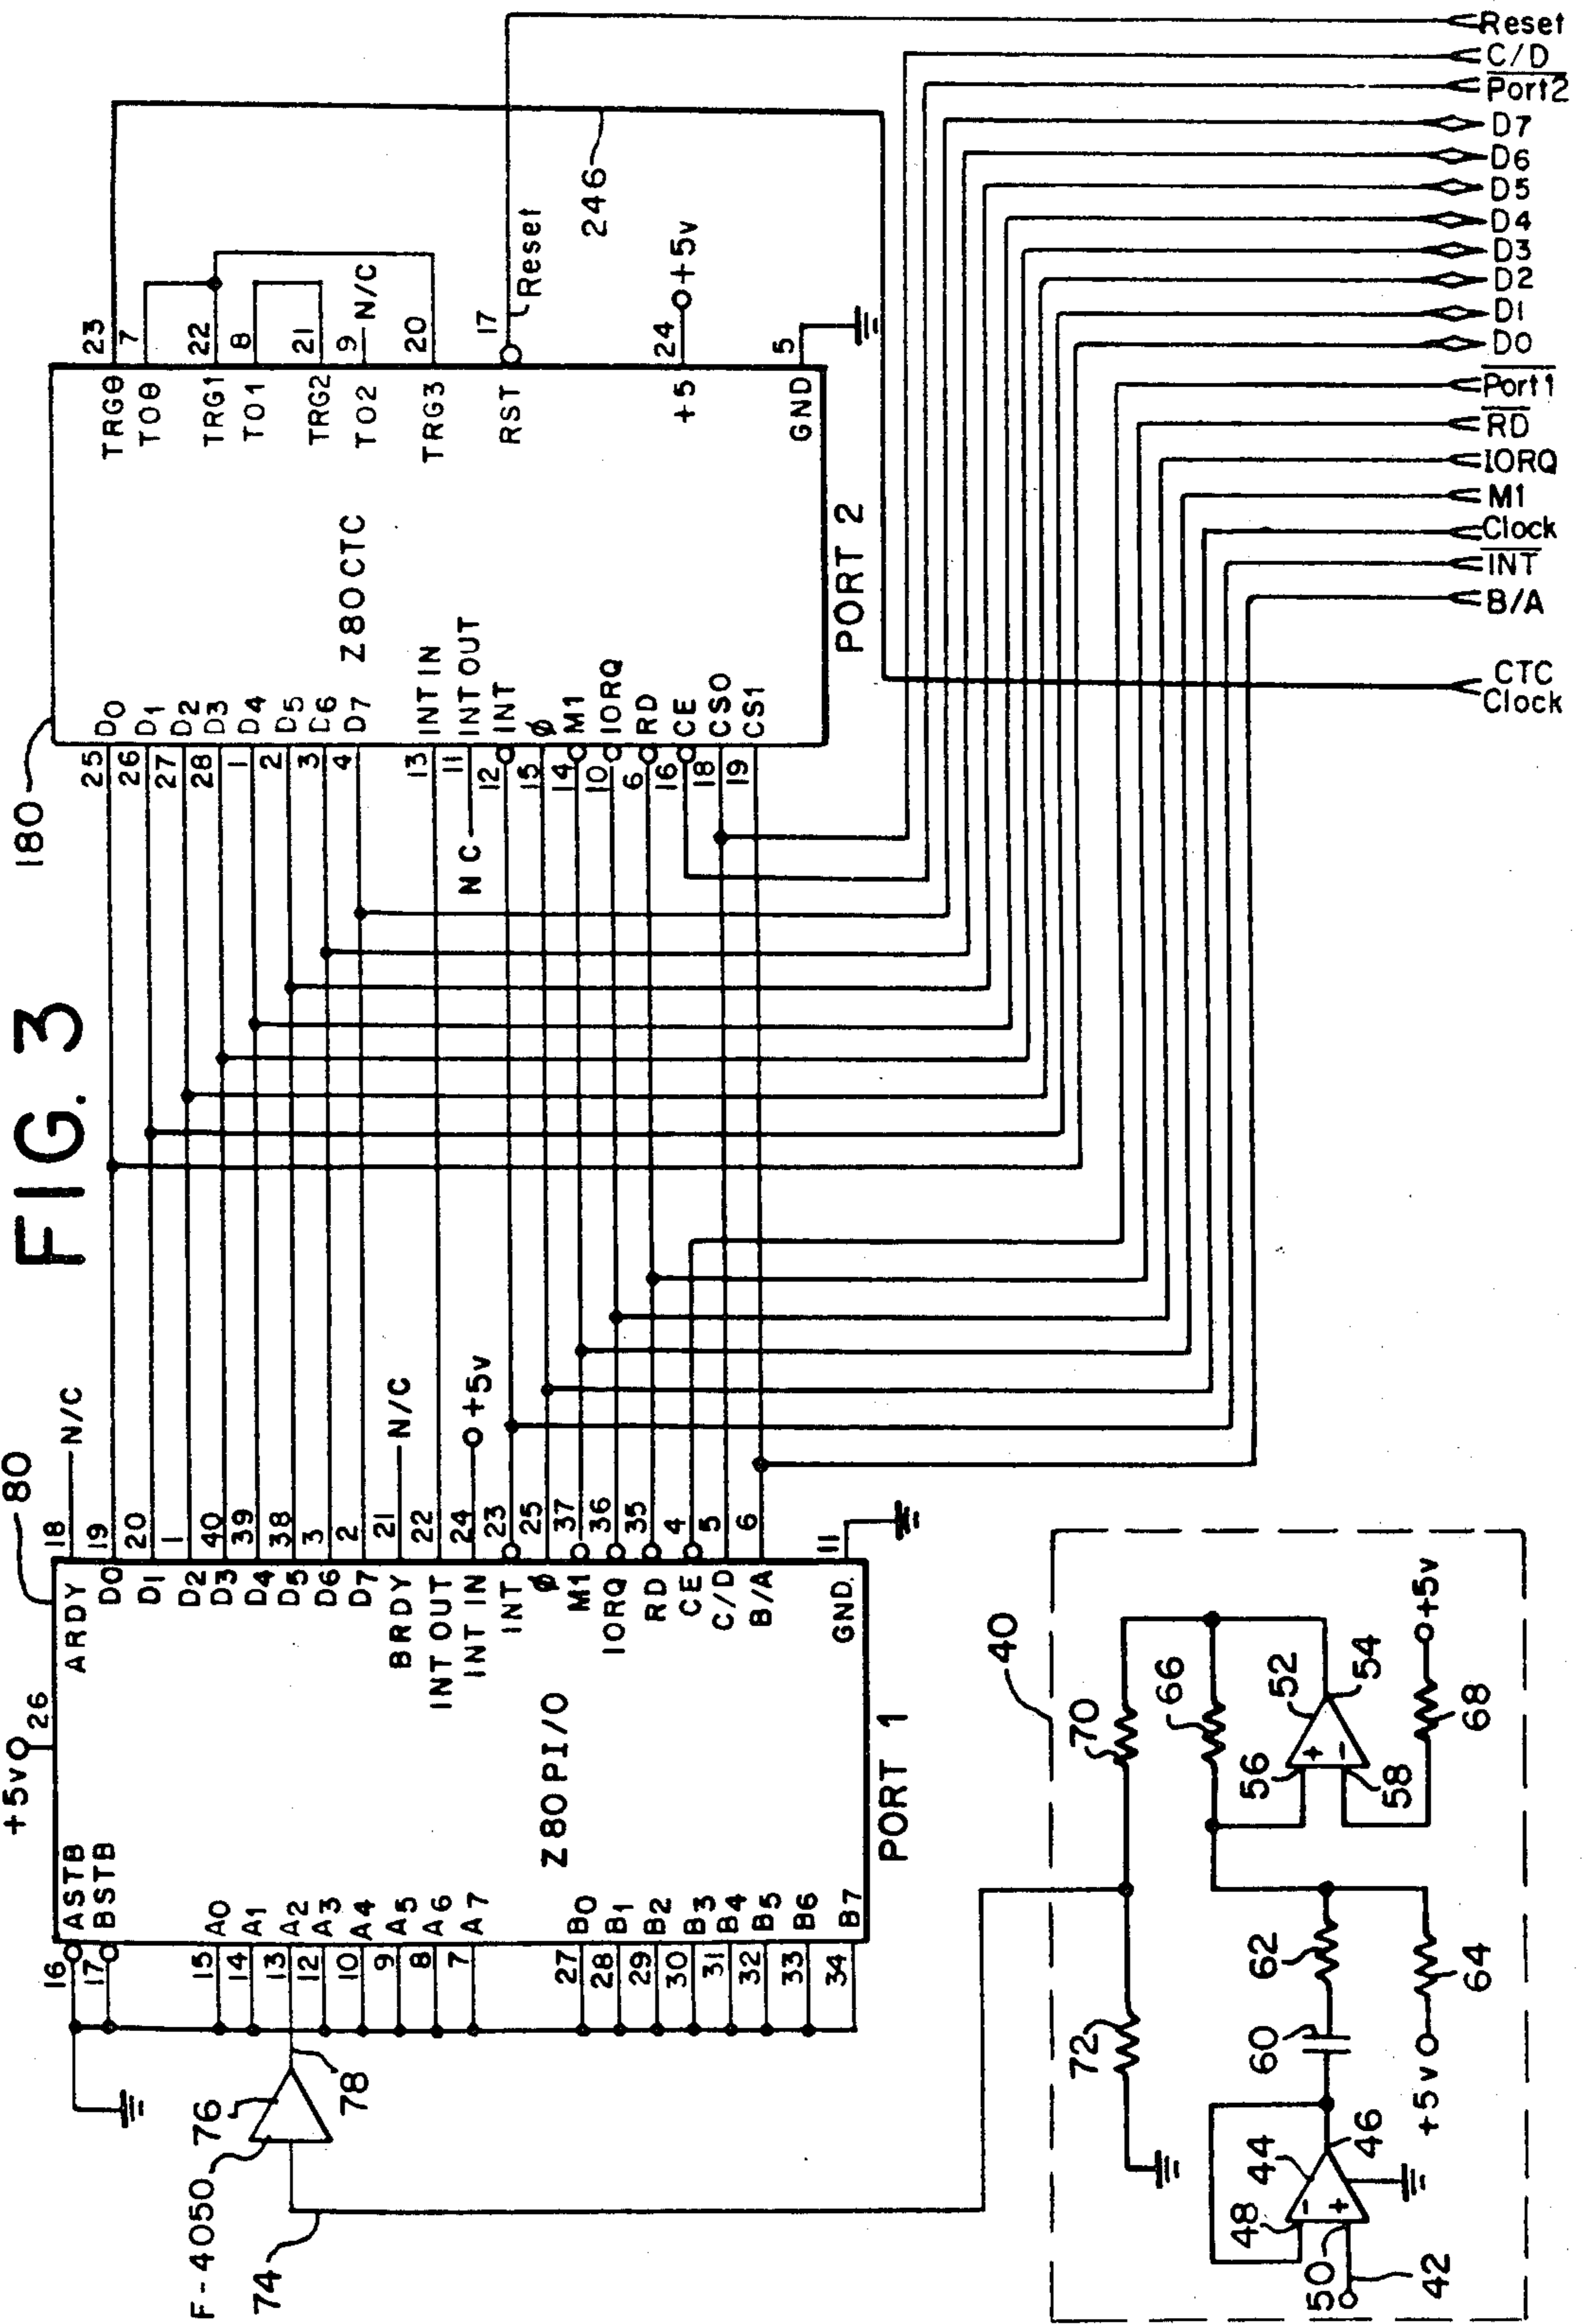 FIG. 3
180
Z80CTC
PORT 2
25 D0
26 D1
27 D2
28 D3
1 D4
2 D5
3 D6
4 D7
13 INTIN
11 INTOUT
N C
12 INT
15 Ø
14 M1
10 IORQ
6 RD
16 CE
18 CS0
19 CS1
TRG0 23
TO0 7
TRG1 22
TO1 8
TRG2 21
TO2 9 N/C
TRG3 20
RST 17
Reset
+5 24 +5v
GND 5
246
Reset
C/D
Port2
D7
D6
D5
D4
D3
D2
D1
D0
Port1
RD
IORQ
M1
Clock
INT
B/A
CTC
Clock
80
+5v
26
Z80PI/O
PORT 1
16 ASTB
17 BSTB
15 A0
14 A1
13 A2
12 A3
10 A4
9 A5
8 A6
7 A7
27 B0
28 B1
29 B2
30 B3
31 B4
32 B5
33 B6
34 B7
ARDY 18 N/C
D0 19
D1 20
D2 1
D3 40
D4 39
D5 38
D6 3
D7 2
BRDY 21 N/C
INT OUT 22
INT IN 24 +5v
INT 23
Ø 25
M1 37
IORQ 36
RD 35
CE 4
C/D 5
B/A 6
GND. 11
F-4050
76
78
74
40
72
70
66
52
54
56
+
-
58
68
+5v
60
62
64
+5v
44
46
48
-
+
50
42